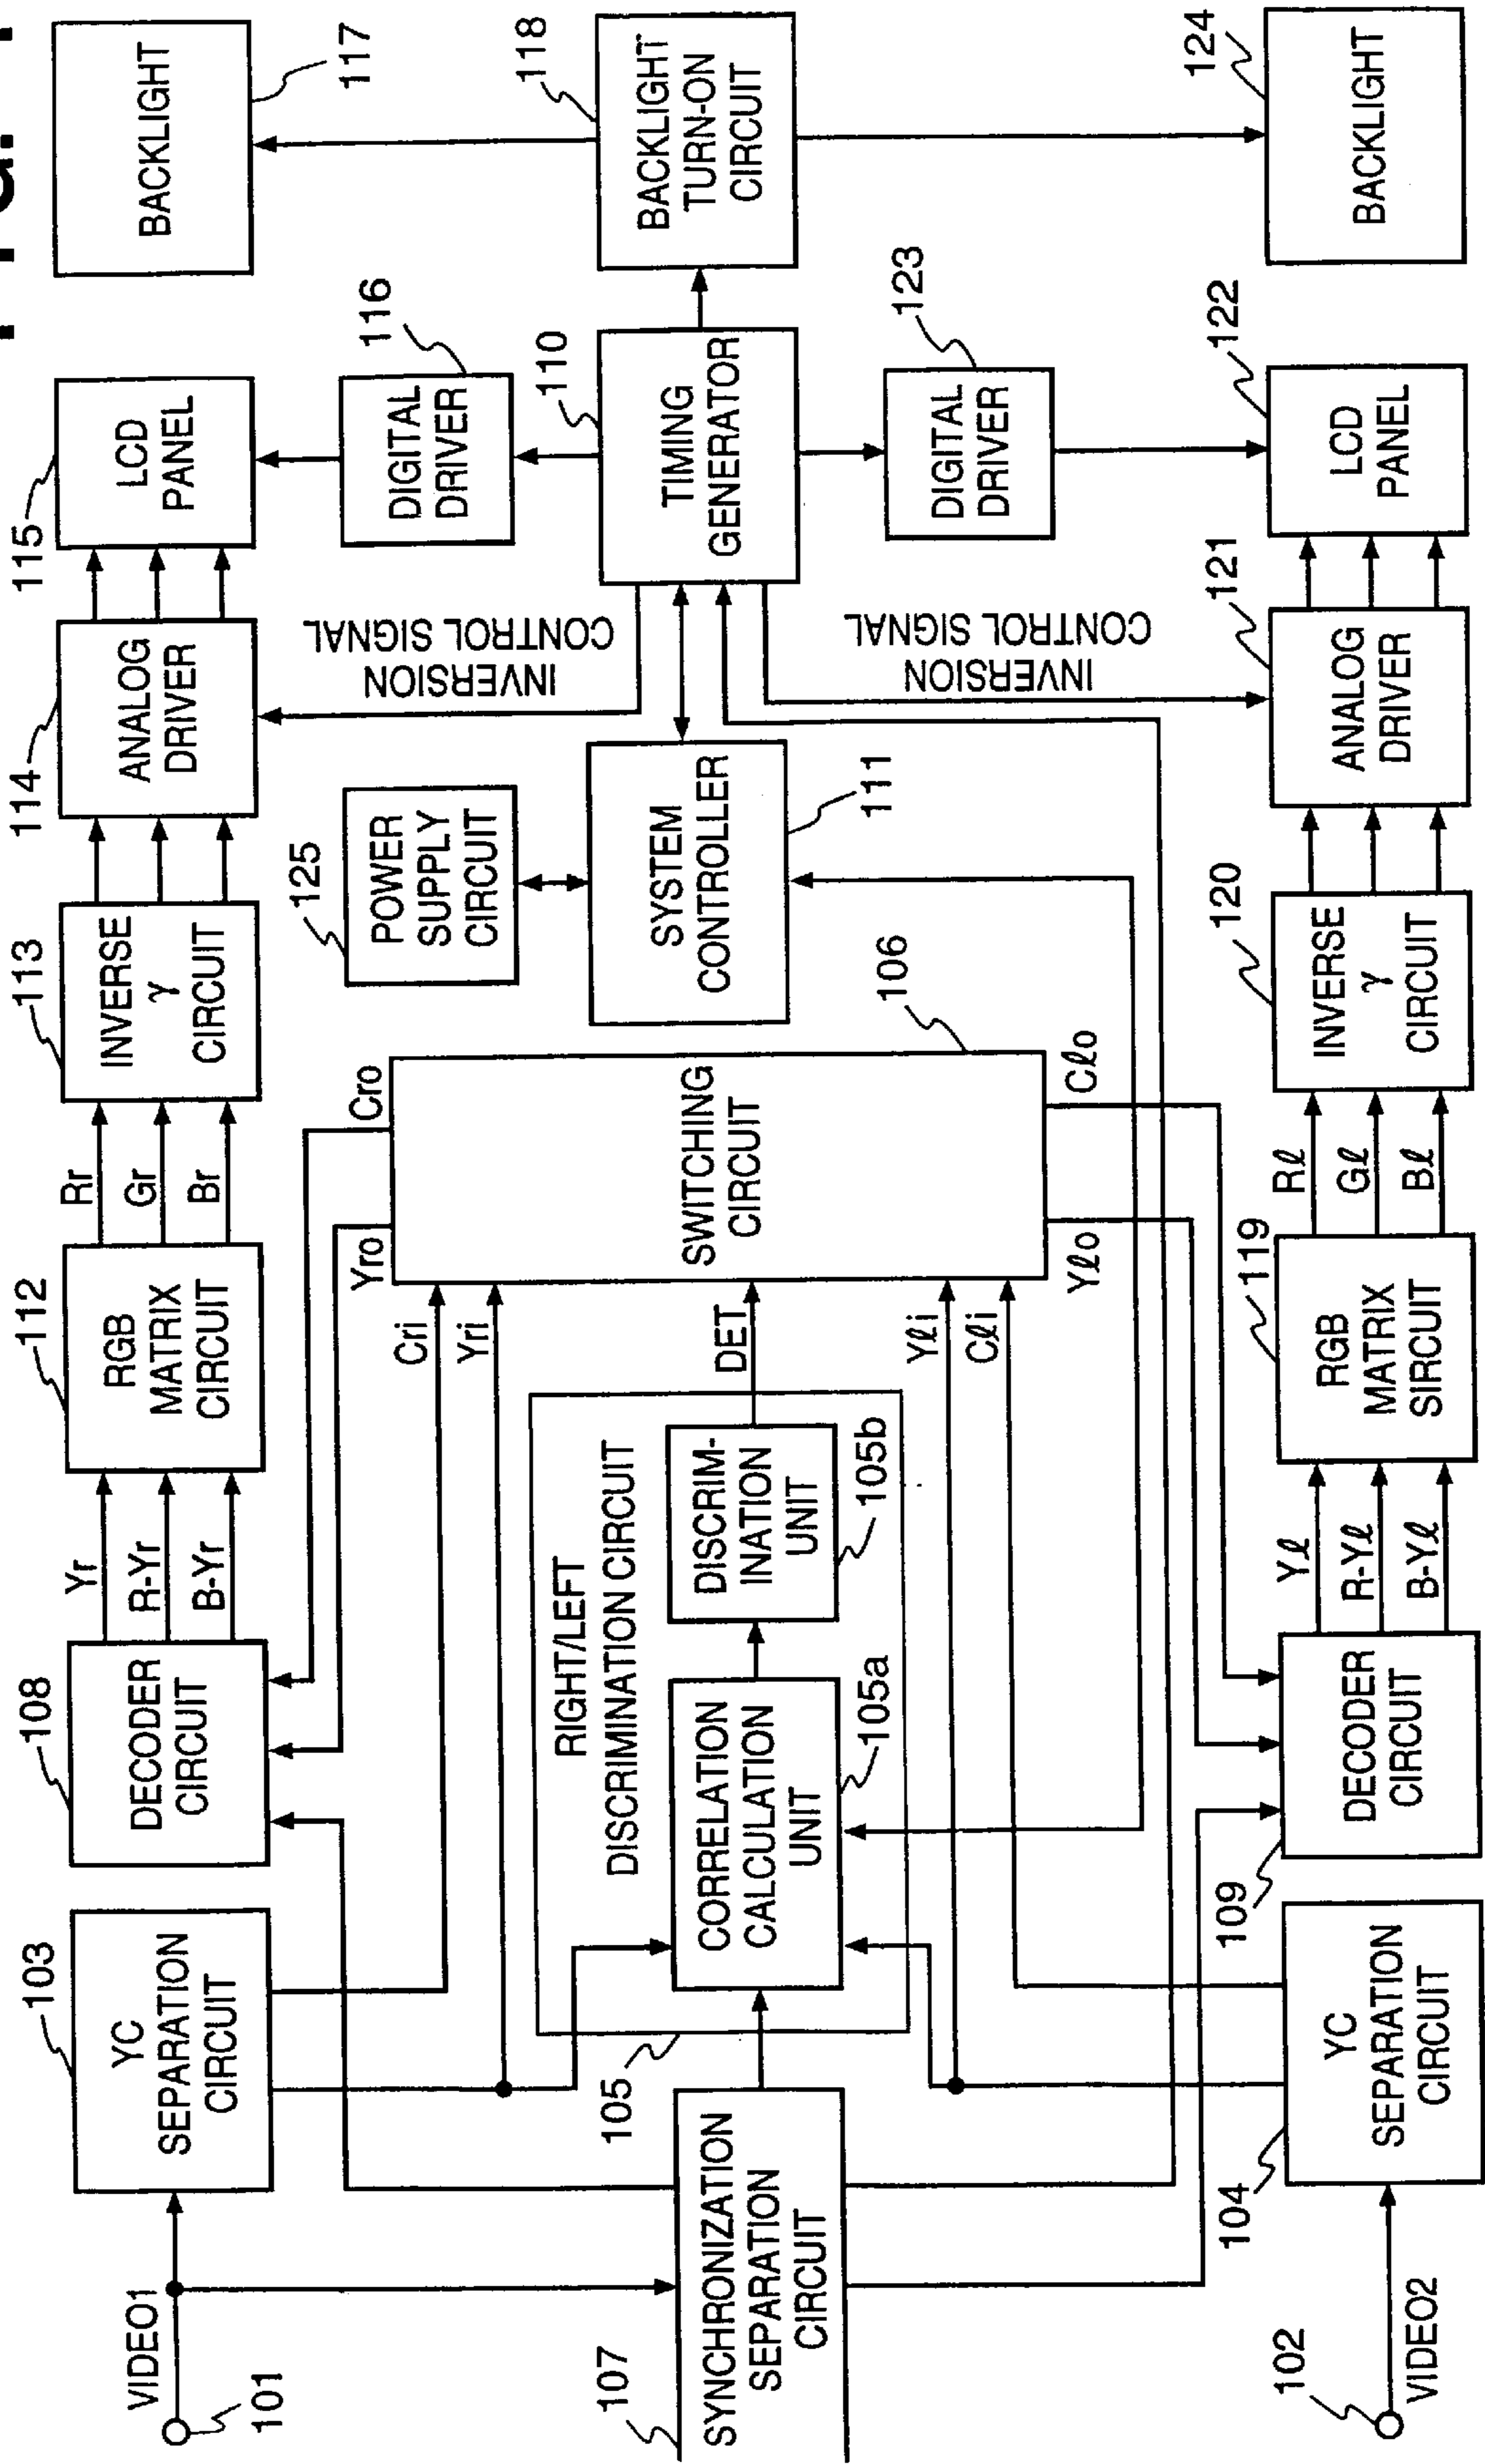 FIG. 1
VIDEO1
101
103
YC
SEPARATION
CIRCUIT
108
DECODER
CIRCUIT
Yr
R-Yr
B-Yr
112
RGB
MATRIX
CIRCUIT
Rr
Gr
Br
113
INVERSE
γ
CIRCUIT
114
ANALOG
DRIVER
115
LCD
PANEL
BACKLIGHT
117
107
SYNCHRONIZATION
SEPARATION
CIRCUIT
105
RIGHT/LEFT
DISCRIMINATION CIRCUIT
CORRELATION
CALCULATION
UNIT
105a
DISCRIM-
INATION
UNIT
105b
Cri
Yri
DET
Yℓi
Cℓi
Yro
Cro
SWITCHING
CIRCUIT
106
Yℓo
Cℓo
125
POWER
SUPPLY
CIRCUIT
SYSTEM
CONTROLLER
111
INVERSION
CONTROL SIGNAL
INVERSION
CONTROL SIGNAL
116
DIGITAL
DRIVER
110
TIMING
GENERATOR
123
DIGITAL
DRIVER
118
BACKLIGHT
TURN-ON
CIRCUIT
102
VIDEO2
104
YC
SEPARATION
CIRCUIT
109
DECODER
CIRCUIT
Yℓ
R-Yℓ
B-Yℓ
119
RGB
MATRIX
SIRCUIT
Rℓ
Gℓ
Bℓ
120
INVERSE
γ
CIRCUIT
121
ANALOG
DRIVER
122
LCD
PANEL
124
BACKLIGHT